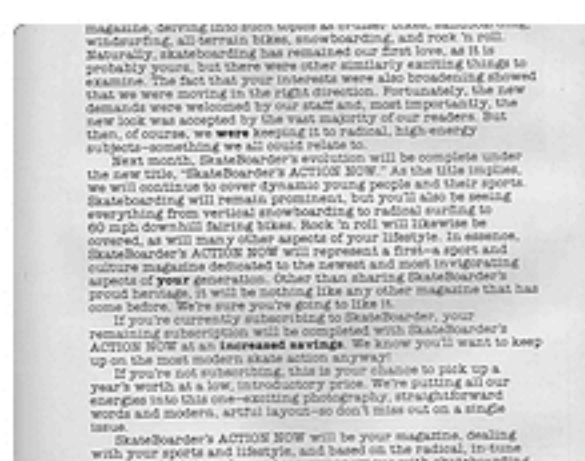 magazine, delving into such topics as cruiser bikes, sandboarding,
windsurfing, all-terrain bikes, snowboarding, and rock 'n roll.
Naturally, skateboarding has remained our first love, as it is
probably yours, but there were other similarly exciting things to
examine. The fact that your interests were also broadening showed
that we were moving in the right direction. Fortunately, the new
demands were welcomed by our staff and, most importantly, the
new look was accepted by the vast majority of our readers. But
then, of course, we were keeping it to radical, high-energy
subjects—something we all could relate to.
Next month, SkateBoarder's evolution will be complete under
the new title, "SkateBoarder's ACTION NOW." As the title implies,
we will continue to cover dynamic young people and their sports.
Skateboarding will remain prominent, but you'll also be seeing
everything from vertical snowboarding to radical surfing to
60 mph downhill fairing bikes. Rock 'n roll will likewise be
covered, as will many other aspects of your lifestyle. In essence,
SkateBoarder's ACTION NOW will represent a first—a sport and
culture magazine dedicated to the newest and most invigorating
aspects of your generation. Other than sharing SkateBoarder's
proud heritage, it will be nothing like any other magazine that has
come before. We're sure you're going to like it.
If you're currently subscribing to SkateBoarder, your
remaining subscription will be completed with SkateBoarder's
ACTION NOW at an increased savings. We know you'll want to keep
up on the most modern skate action anyway!
If you're not subscribing, this is your chance to pick up a
year's worth at a low, introductory price. We're putting all our
energies into this one—exciting photography, straightforward
words and modern, artful layout—so don't miss out on a single
issue.
SkateBoarder's ACTION NOW will be your magazine, dealing
with your sports and lifestyle, and based on the radical, in-tune